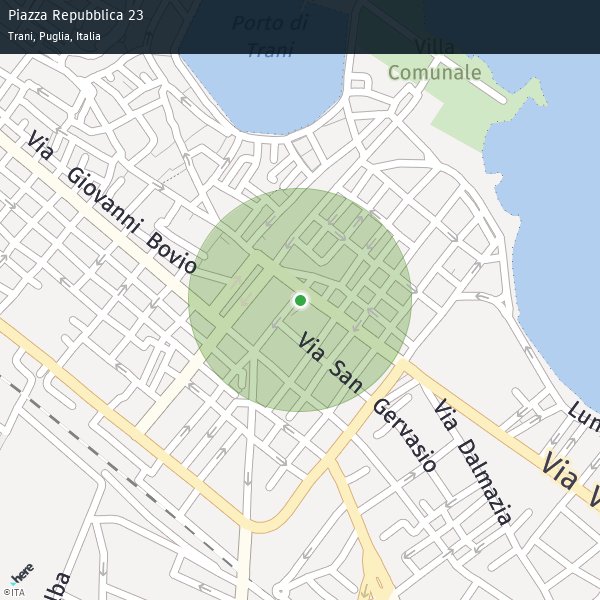 Piazza Repubblica 23
Trani, Puglia, Italia
Porto di
Trani
Villa
Comunale
Via Giovanni Bovio
Via San Gervasio
Via Dalmazia
Lun
Via V
lba
here
©ITA